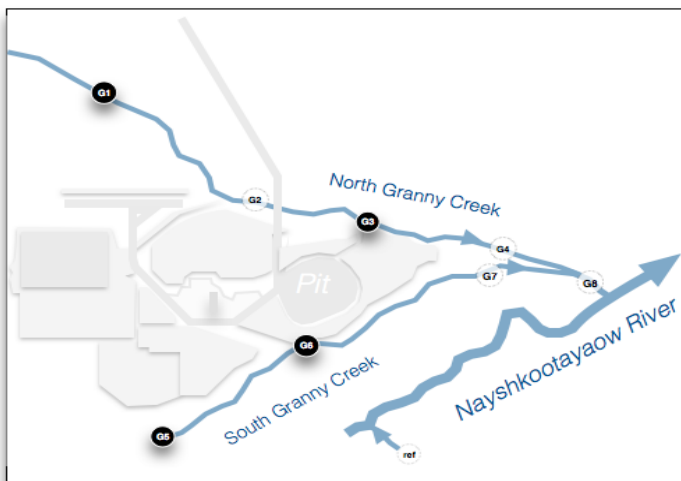 G1
G2
North Granny Creek
G3
G4
G7
Pit
G8
G6
Nayshkootayaow River
South Granny Creek
G5
ref